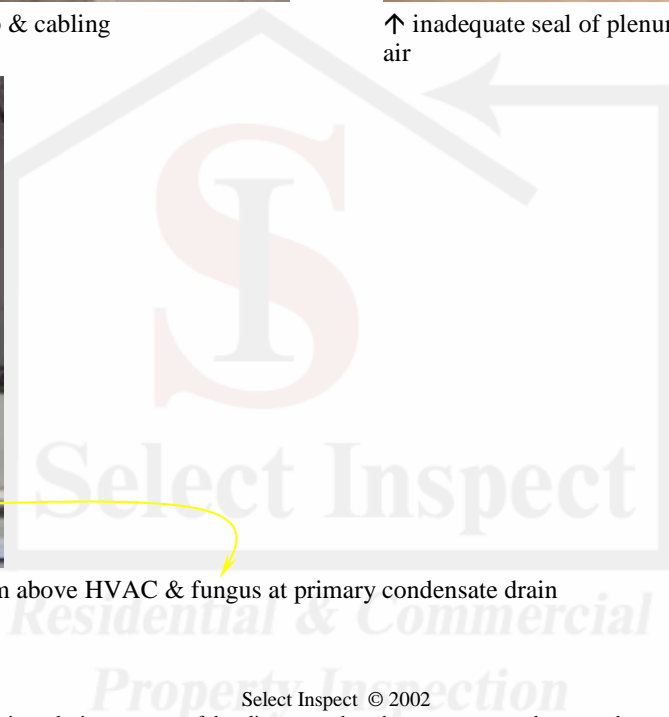 & cabling
↑ inadequate seal of
air
SI
Select Inspect
above HVAC & fungus at primary condensate drain
Residential & Commercial
Property Inspection
Select Inspect © 2002